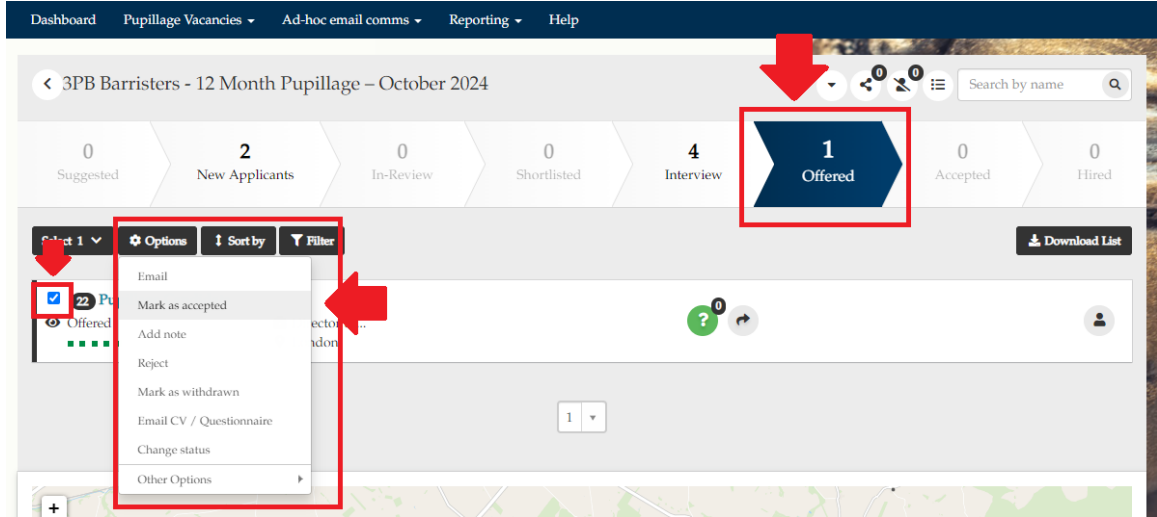 Dashboard Pupillage Vacancies Ad-hoc email comms Reporting Help
3PB Barristers - 12 Month Pupillage – October 2024
0 0
Search by name
0 2 0 0 4 1 0 0
Suggested New Applicants In-Review Shortlisted Interview Offered Accepted Hired
Select 1 Options Sort by Filter Download List
Email
22 Pu
Mark as accepted
0
?
Offered
Add note
Reject
Mark as withdrawn
Email CV / Questionnaire
1
Change status
Other Options
+